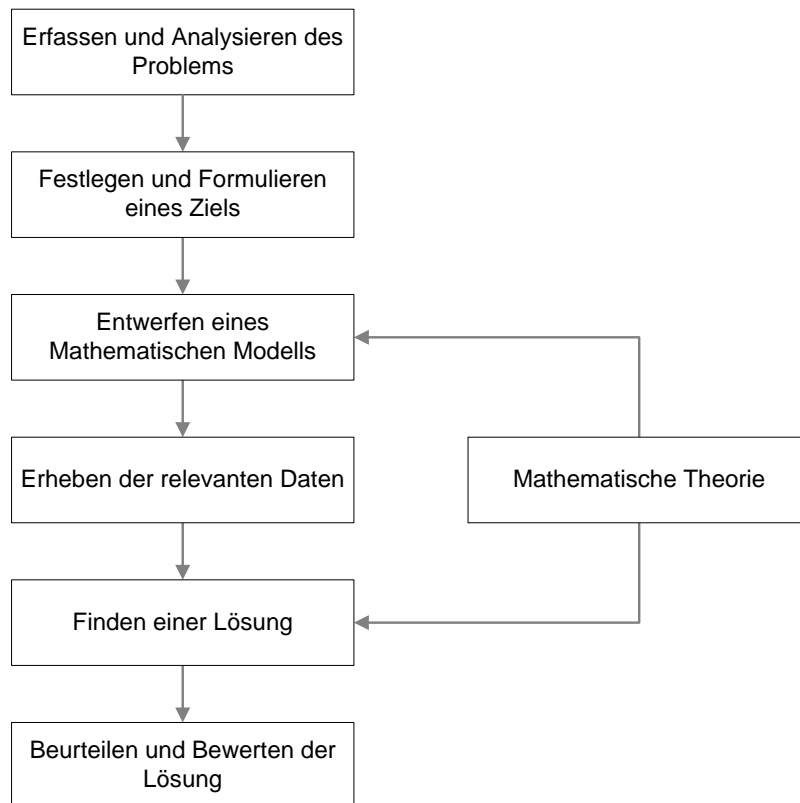 Erfassen und Analysieren des
Problems
Festlegen und Formulieren
eines Ziels
Entwerfen eines
Mathematischen Modells
Erheben der relevanten Daten
Mathematische Theorie
Finden einer Lösung
Beurteilen und Bewerten der
Lösung